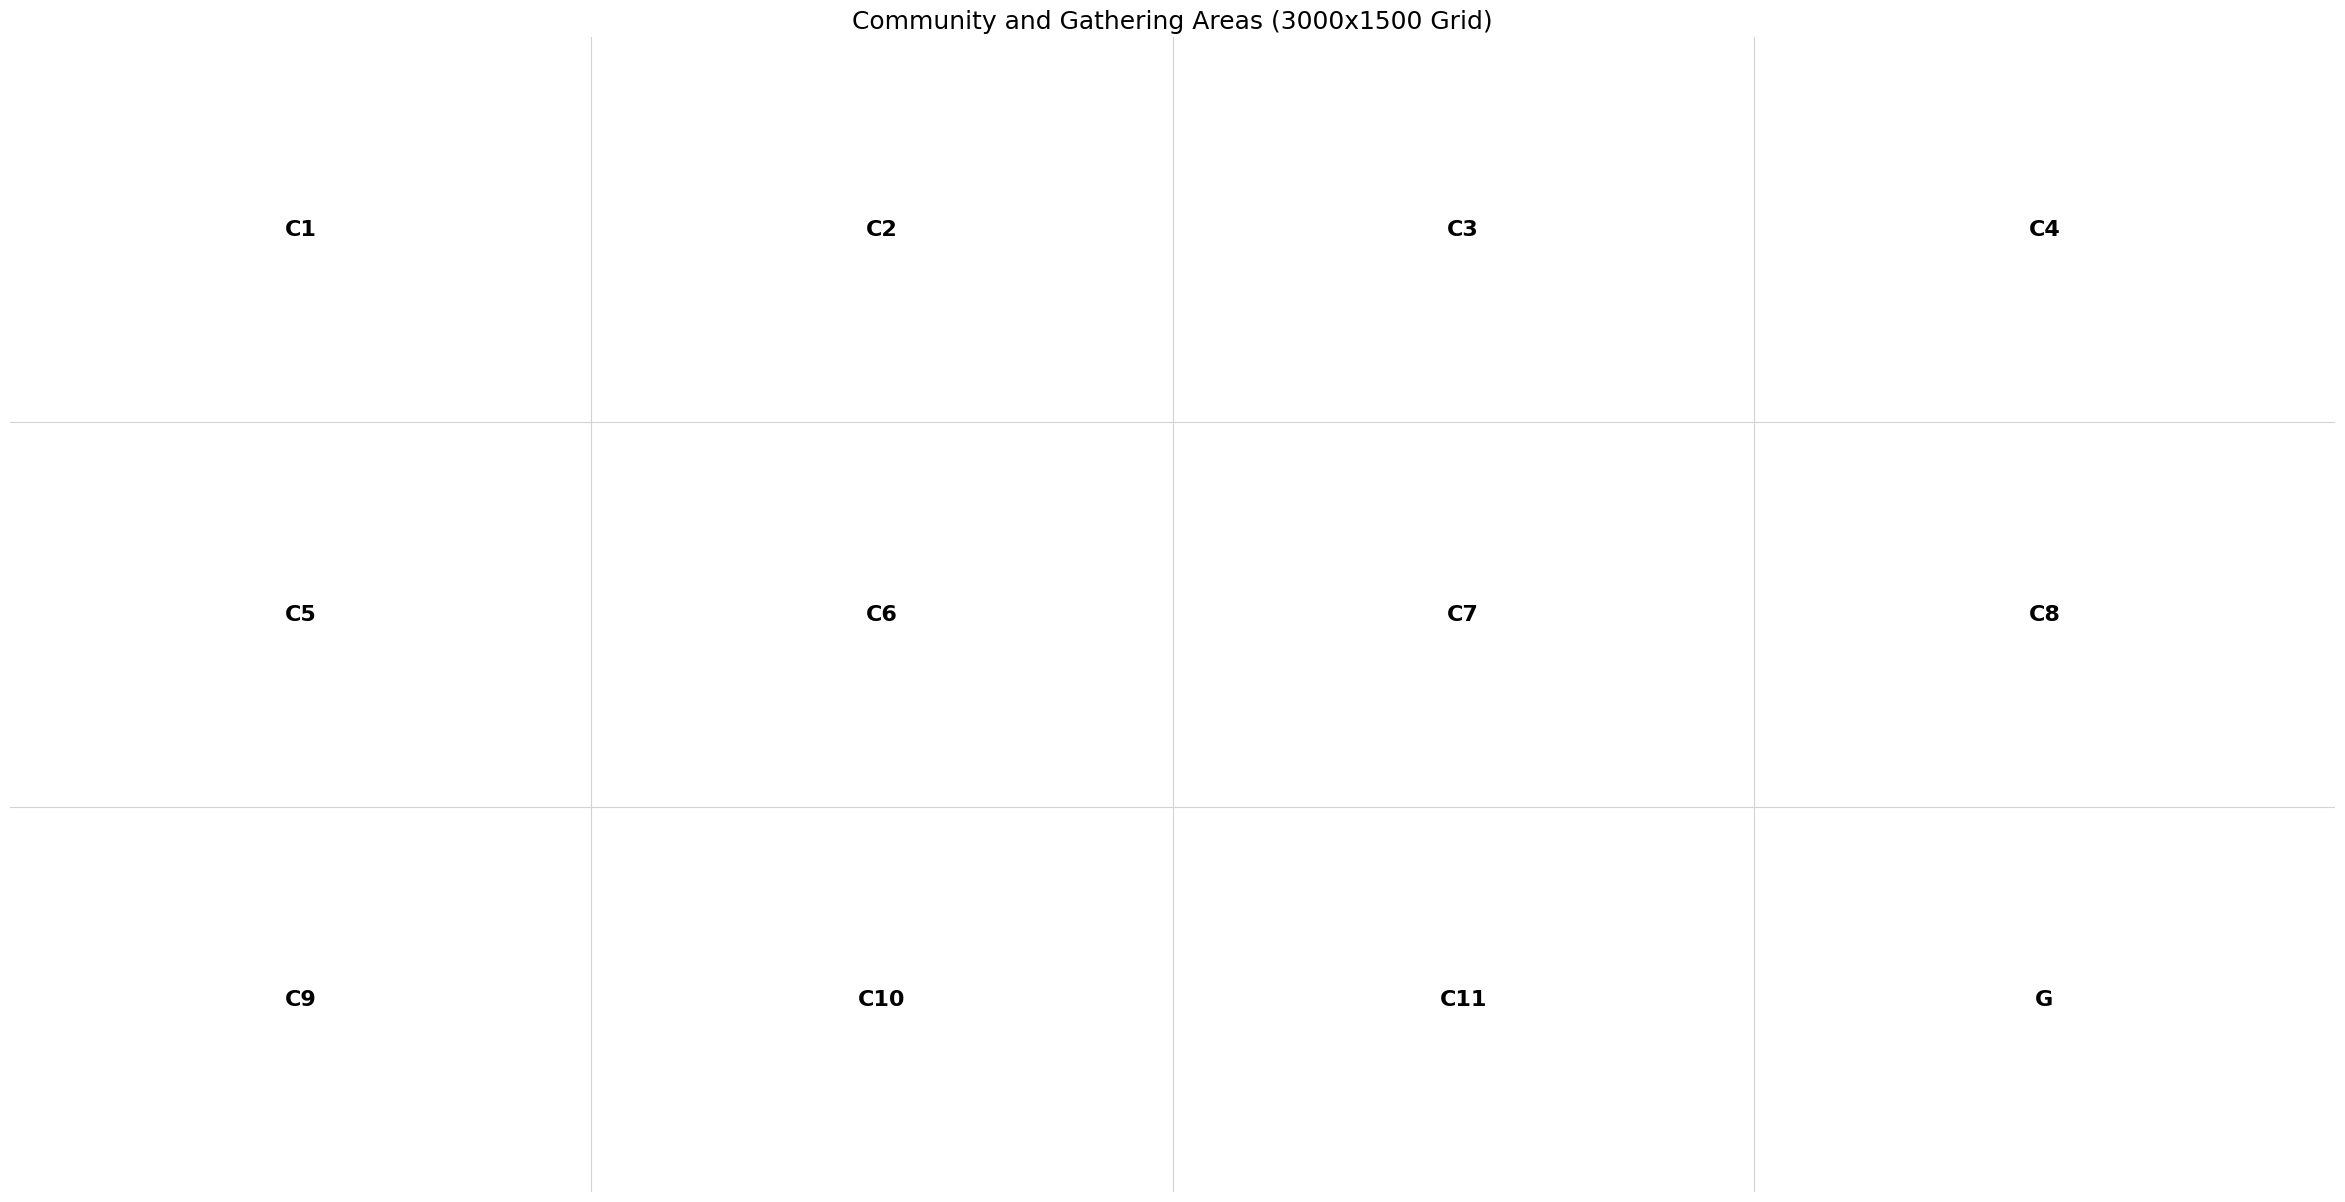 Community and Gathering Areas (3000x1500 Grid)
C1
C2
C3
C4
C5
C6
C7
C8
C9
C10
C11
G